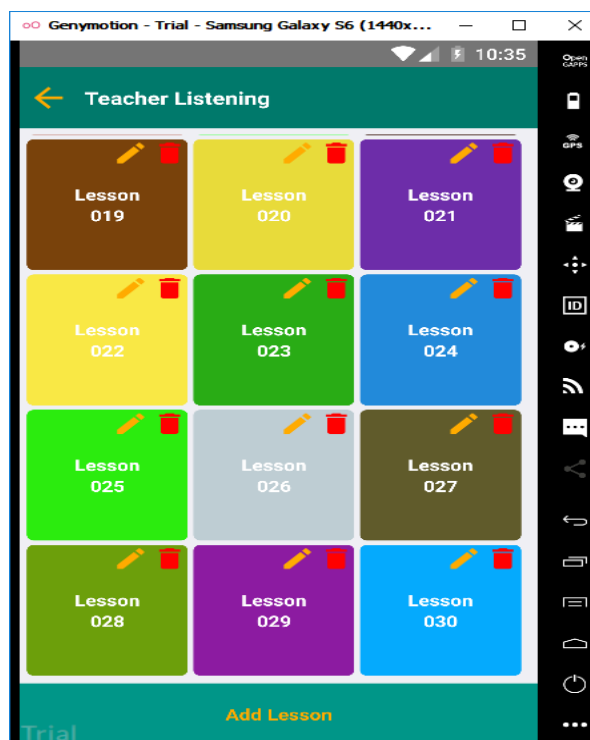 Genymotion - Trial - Samsung Galaxy S6 (1440x...
10:35
Open
GAPPS
Teacher Listening
GPS
Lesson
019
Lesson
020
Lesson
021
ID
Lesson
022
Lesson
023
Lesson
024
Lesson
025
Lesson
026
Lesson
027
Lesson
028
Lesson
029
Lesson
030
Add Lesson
Trial